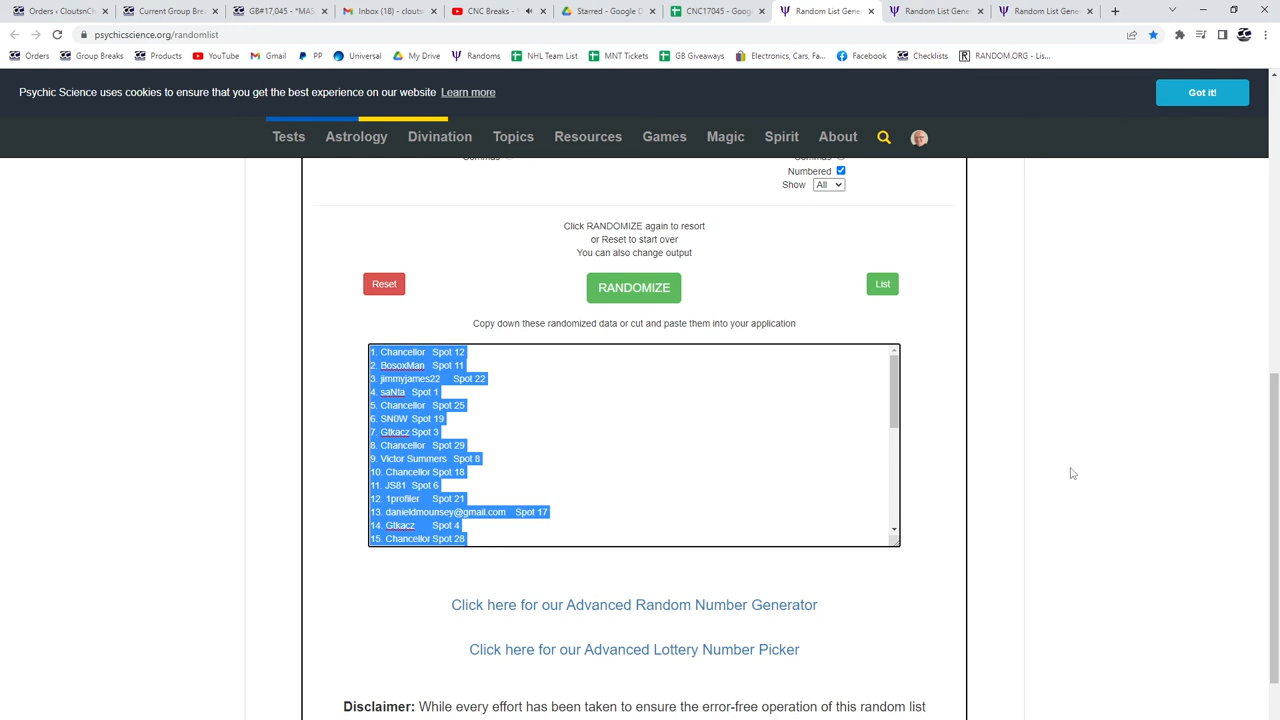 Orders ‹ CloutsnCh
Current Group Bre
GB#17,045 - "MAS
Inbox (18) - clouts
CNC Breaks -
Starred - Google D
CNC17045 - Goog
Random List Gene
Random List Gene
Random List Gene
psychicscience.org/randomlist
Orders
Group Breaks
Products
YouTube
Gmail
PP
Universal
My Drive
Randoms
NHL Team List
MNT Tickets
GB Giveaways
Electronics, Cars, Fa...
Facebook
Checklists
RANDOM.ORG - Lis...
Psychic Science uses cookies to ensure that you get the best experience on our website Learn more
Got it!
Tests Astrology Divination Topics Resources Games Magic Spirit About
Commas
Commas
Numbered
Show All
Click RANDOMIZE again to resort
or Reset to start over
You can also change output
Reset
RANDOMIZE
List
Copy down these randomized data or cut and paste them into your application
1. Chancellor Spot 12
2. BosoxMan Spot 11
3. jimmyjames22 Spot 22
4. saNta Spot 1
5. Chancellor Spot 25
6. SN0W Spot 19
7. Gtkacz Spot 3
8. Chancellor Spot 29
9. Victor Summers Spot 8
10. Chancellor Spot 18
11. JS81 Spot 6
12. 1profiler Spot 21
13. danieldmounsey@gmail.com Spot 17
14. Gtkacz Spot 4
15. Chancellor Spot 28
Click here for our Advanced Random Number Generator
Click here for our Advanced Lottery Number Picker
Disclaimer: While every effort has been taken to ensure the error-free operation of this random list